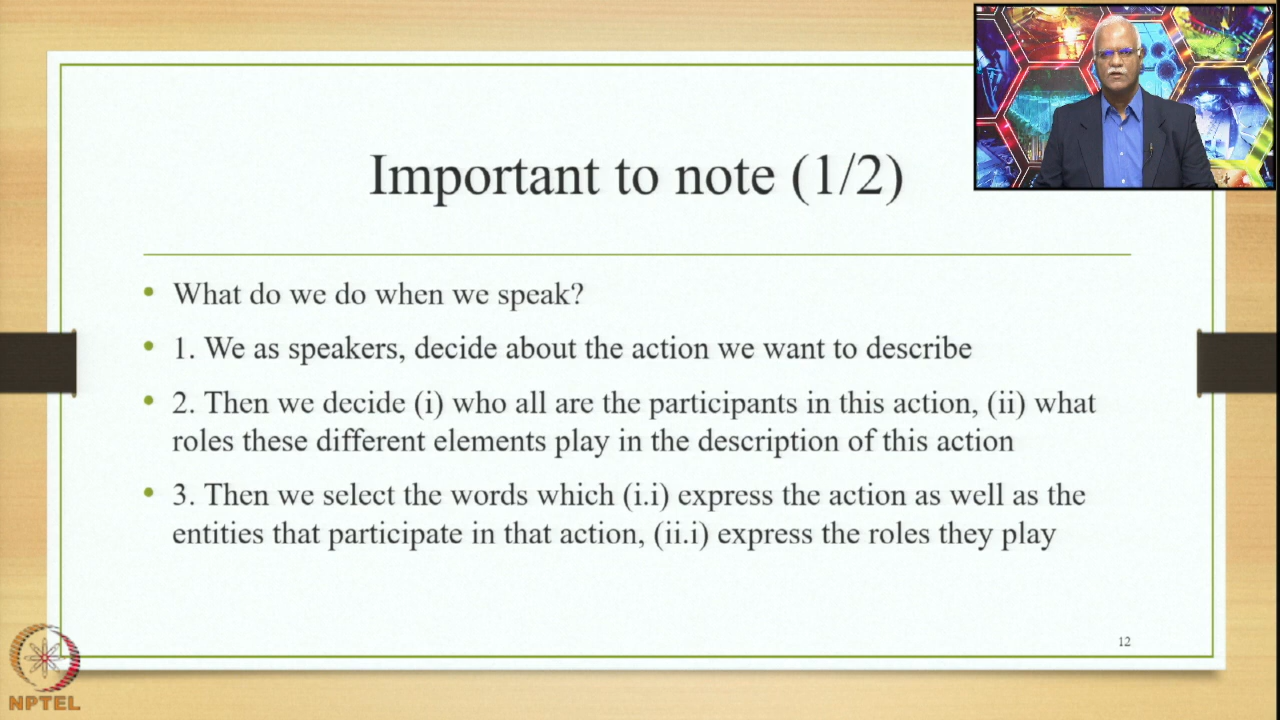 Important to note (1/2)
• What do we do when we speak?
• 1. We as speakers, decide about the action we want to describe
• 2. Then we decide (i) who all are the participants in this action, (ii) what
roles these different elements play in the description of this action
• 3. Then we select the words which (i.i) express the action as well as the
entities that participate in that action, (ii.i) express the roles they play
12
NPTEL